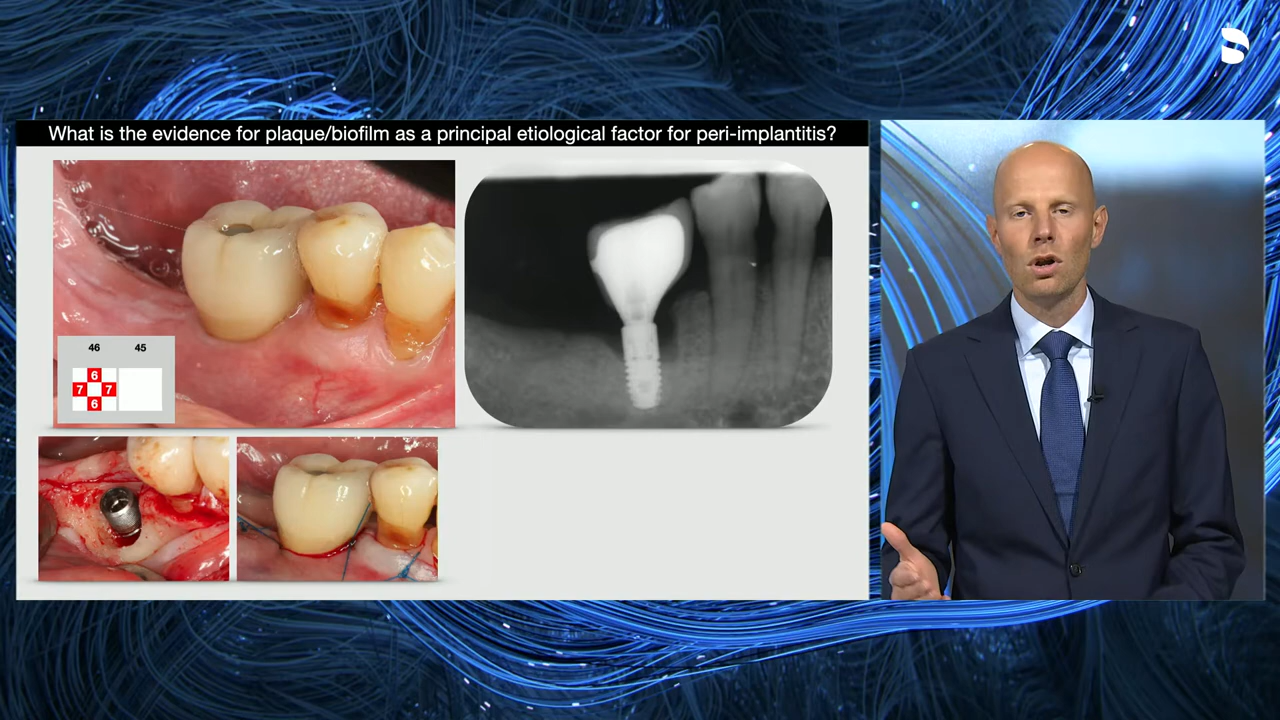 What is the evidence for plaque/biofilm as a principal etiological factor for peri-implantitis?
46 45
6
7 7
6